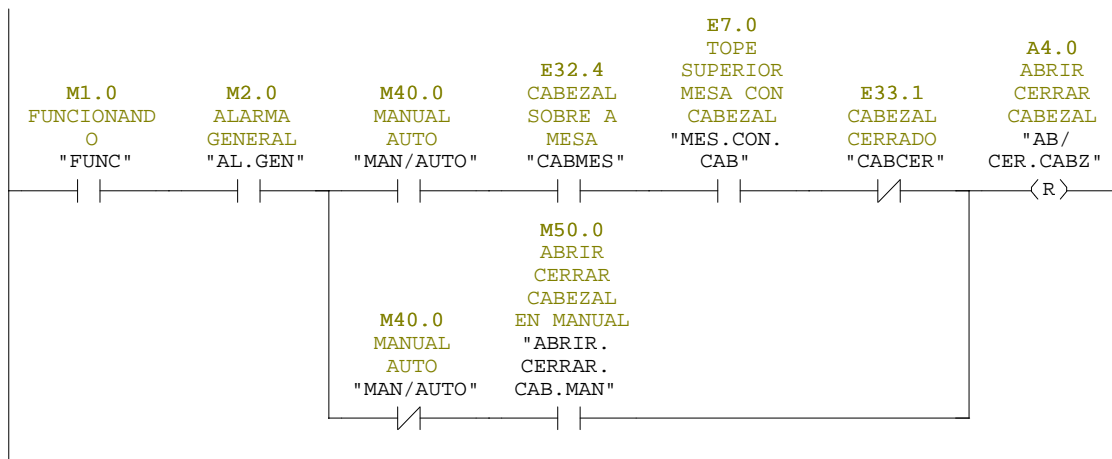 M1.0
FUNCIONAND
O
"FUNC"
M2.0
ALARMA
GENERAL
"AL.GEN"
M40.0
MANUAL
AUTO
"MAN/AUTO"
E32.4
CABEZAL
SOBRE A
MESA
"CABMES"
E7.0
TOPE
SUPERIOR
MESA CON
CABEZAL
"MES.CON.
CAB"
E33.1
CABEZAL
CERRADO
"CABCER"
A4.0
ABRIR
CERRAR
CABEZAL
"AB/
CER.CABZ"
R
M40.0
MANUAL
AUTO
"MAN/AUTO"
M50.0
ABRIR
CERRAR
CABEZAL
EN MANUAL
"ABRIR.
CERRAR.
CAB.MAN"